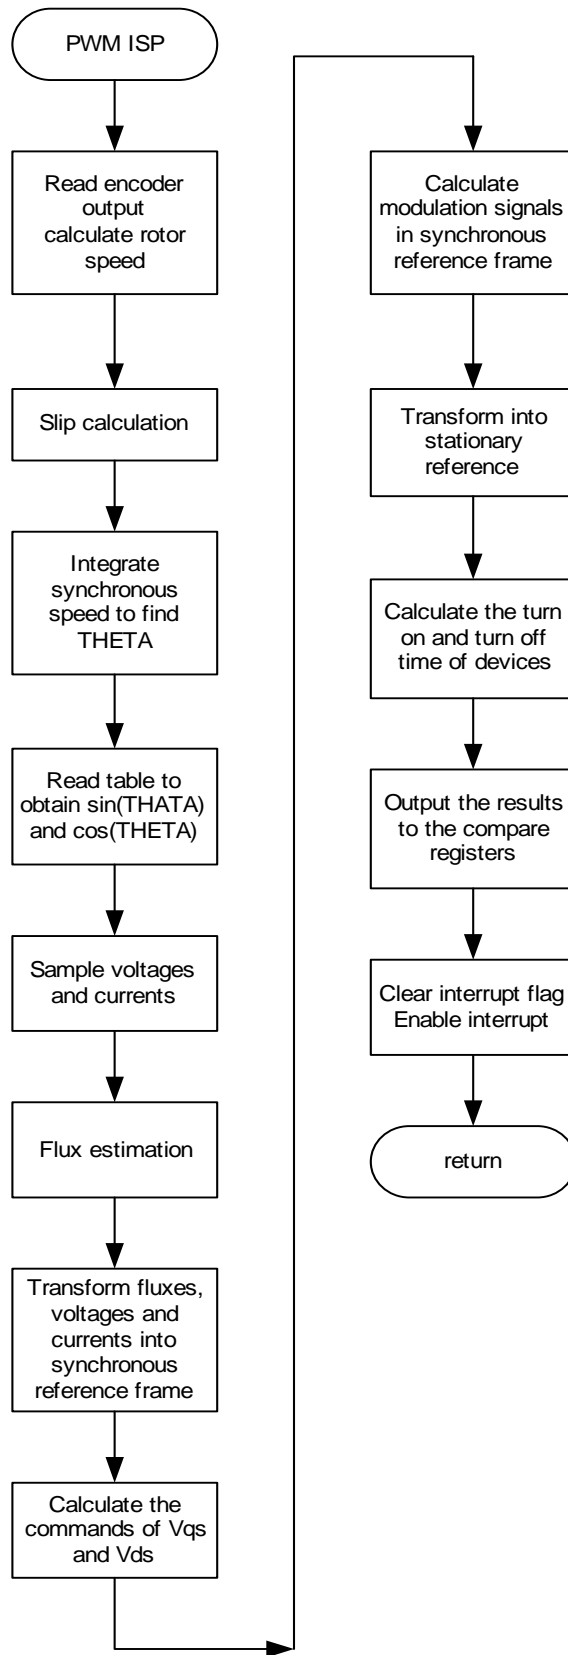 PWM ISP
Read encoder
output
calculate rotor
speed
Slip calculation
Integrate
synchronous
speed to find
THETA
Read table to
obtain sin(THATA)
and cos(THETA)
Sample voltages
and currents
Flux estimation
Transform fluxes,
voltages and
currents into
synchronous
reference frame
Calculate the
commands of Vqs
and Vds
Calculate
modulation signals
in synchronous
reference frame
Transform into
stationary
reference
Calculate the turn
on and turn off
time of devices
Output the results
to the compare
registers
Clear interrupt flag
Enable interrupt
return